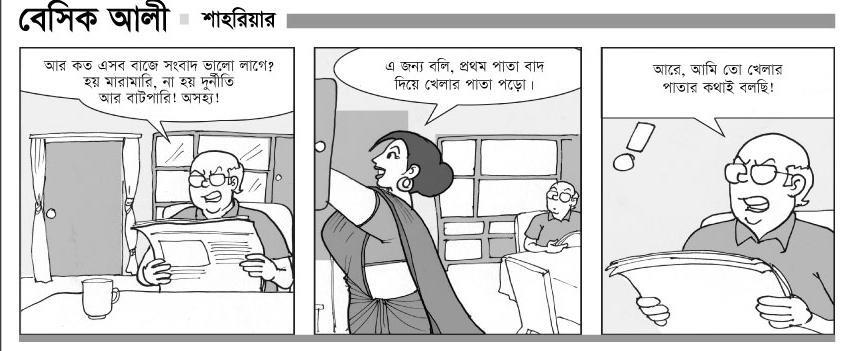 বেসিক আলী শাহরিয়ার
আর কত এসব বাজে সংবাদ ভালো লাগে?
হয় মারামারি, না হয় দুর্নীতি
আর বাটপারি! অসহ্য!
এ জন্য বলি, প্রথম পাতা বাদ
দিয়ে খেলার পাতা পড়ো।
আরে, আমি তো খেলার
পাতার কথাই বলছি!